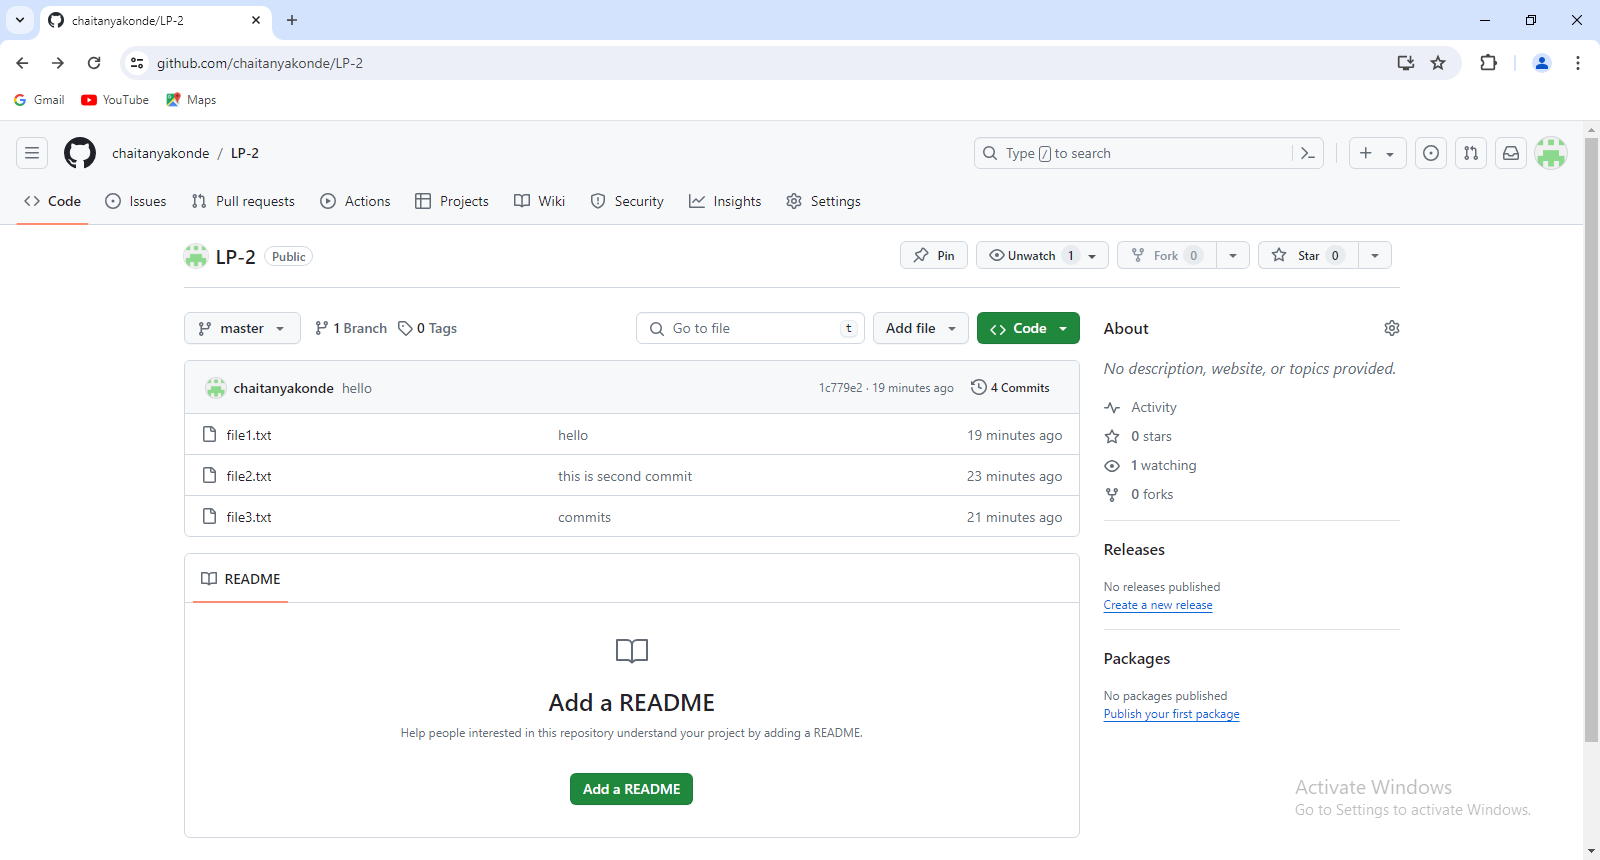 chaitanyakonde/LP-2
github.com/chaitanyakonde/LP-2
Gmail YouTube Maps
chaitanyakonde / LP-2 Type / to search
Code Issues Pull requests Actions Projects Wiki Security Insights Settings
LP-2 Public Pin Unwatch 1 Fork 0 Star 0
master 1 Branch 0 Tags Go to file t Add file Code
chaitanyakonde hello 1c779e2 · 19 minutes ago 4 Commits
file1.txt hello 19 minutes ago
file2.txt this is second commit 23 minutes ago
file3.txt commits 21 minutes ago
README
Add a README
Help people interested in this repository understand your project by adding a README.
Add a README
About
No description, website, or topics provided.
Activity
0 stars
1 watching
0 forks
Releases
No releases published
Create a new release
Packages
No packages published
Publish your first package
Activate Windows
Go to Settings to activate Windows.